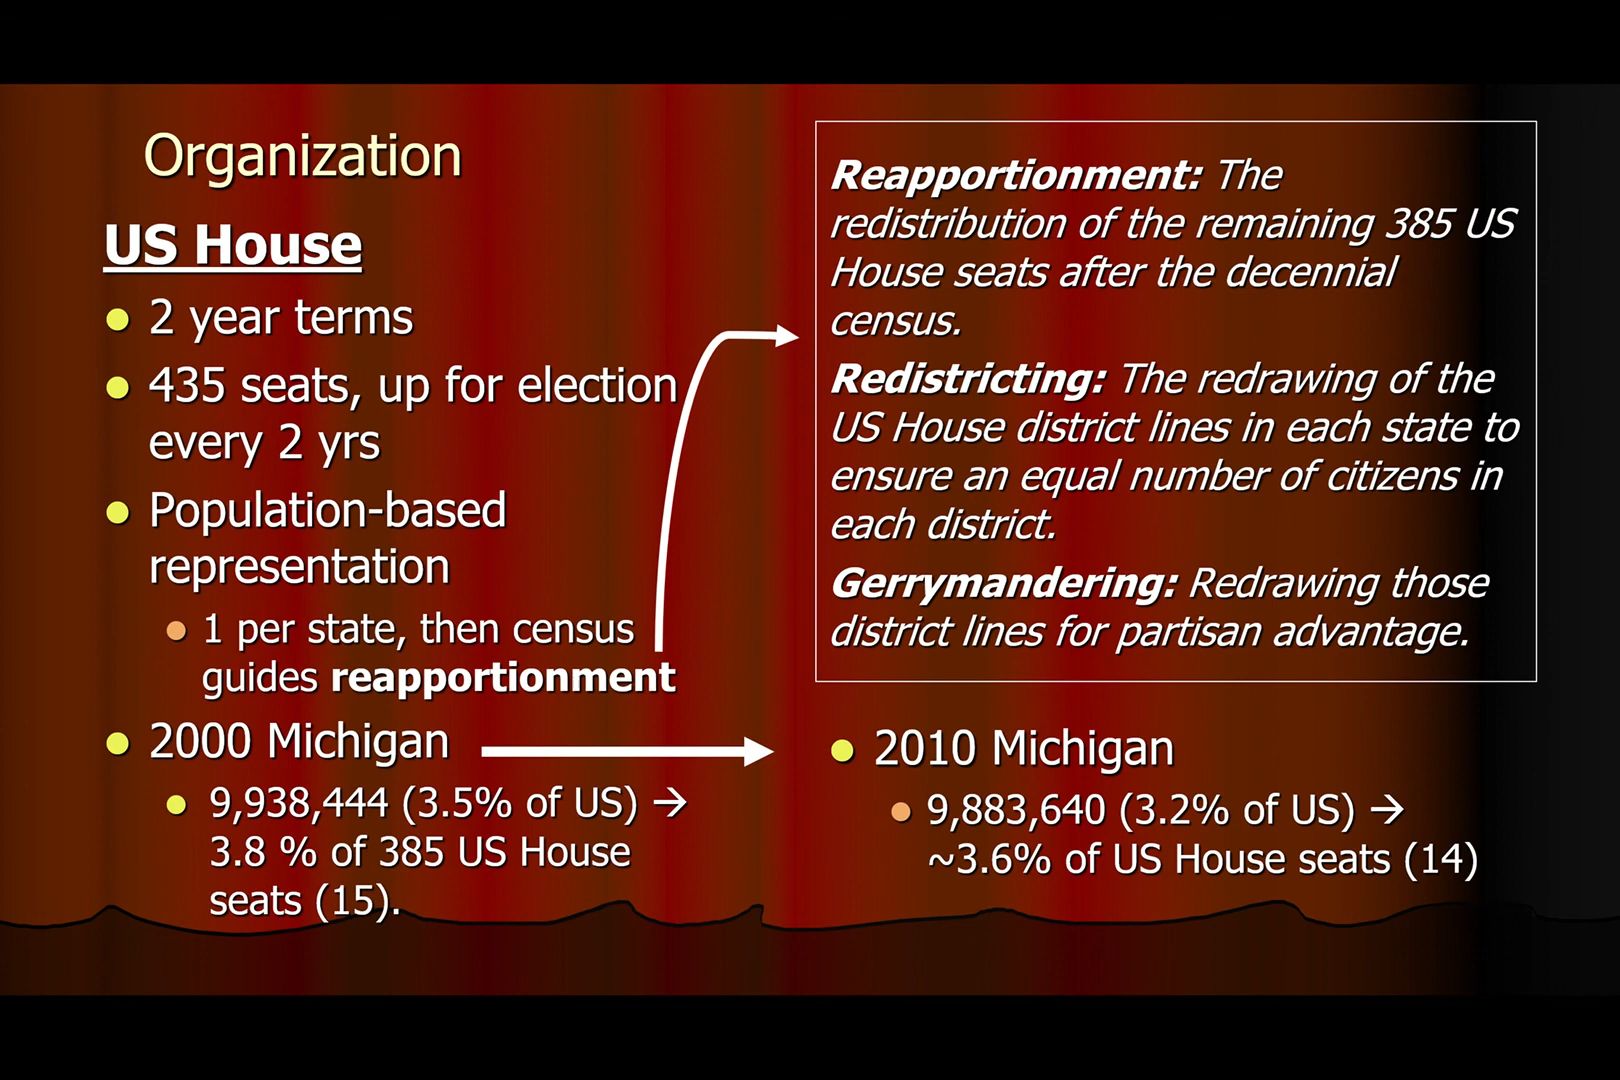 Organization
US House
2 year terms
435 seats, up for election
every 2 yrs
Population-based
representation
1 per state, then census
guides reapportionment
2000 Michigan
9,938,444 (3.5% of US) →
3.8 % of 385 US House
seats (15).
Reapportionment: The
redistribution of the remaining 385 US
House seats after the decennial
census.
Redistricting: The redrawing of the
US House district lines in each state to
ensure an equal number of citizens in
each district.
Gerrymandering: Redrawing those
district lines for partisan advantage.
2010 Michigan
9,883,640 (3.2% of US) →
~3.6% of US House seats (14)